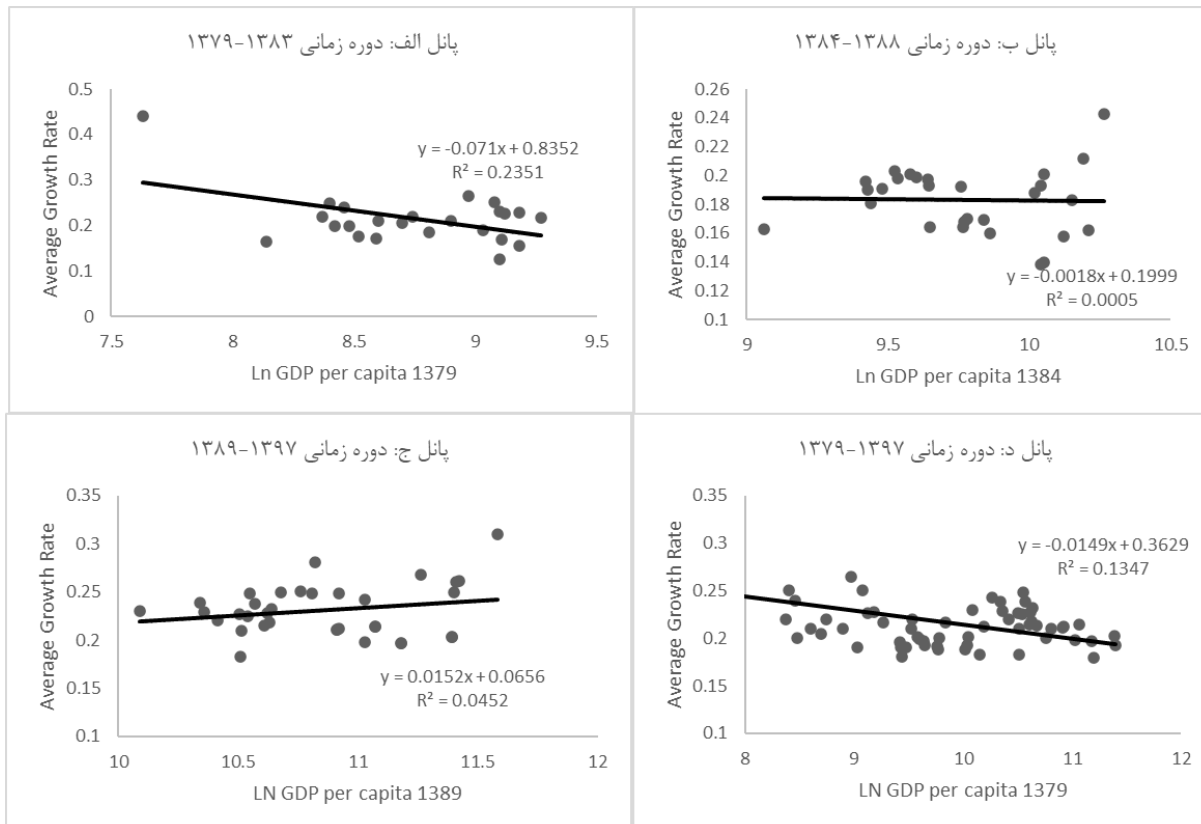 پانل الف: دوره زمانی ۱۳۸۳-۱۳۷۹
0.5
0.4
0.3
0.2
0.1
0
Average Growth Rate
y = -0.071x + 0.8352
R² = 0.2351
7.5 8 8.5 9 9.5
Ln GDP per capita 1379
پانل ب: دوره زمانی ۱۳۸۸-۱۳۸۴
0.26
0.24
0.22
0.2
0.18
0.16
0.14
0.12
0.1
Average Growth Rate
y = -0.0018x + 0.1999
R² = 0.0005
9 9.5 10 10.5
Ln GDP per capita 1384
پانل ج: دوره زمانی ۱۳۹۷-۱۳۸۹
0.35
0.3
0.25
0.2
0.15
0.1
Average Growth Rate
y = 0.0152x + 0.0656
R² = 0.0452
10 10.5 11 11.5 12
LN GDP per capita 1389
پانل د: دوره زمانی ۱۳۹۷-۱۳۷۹
0.35
0.3
0.25
0.2
0.15
0.1
Average Growth Rate
y = -0.0149x + 0.3629
R² = 0.1347
8 9 10 11 12
LN GDP per capita 1379